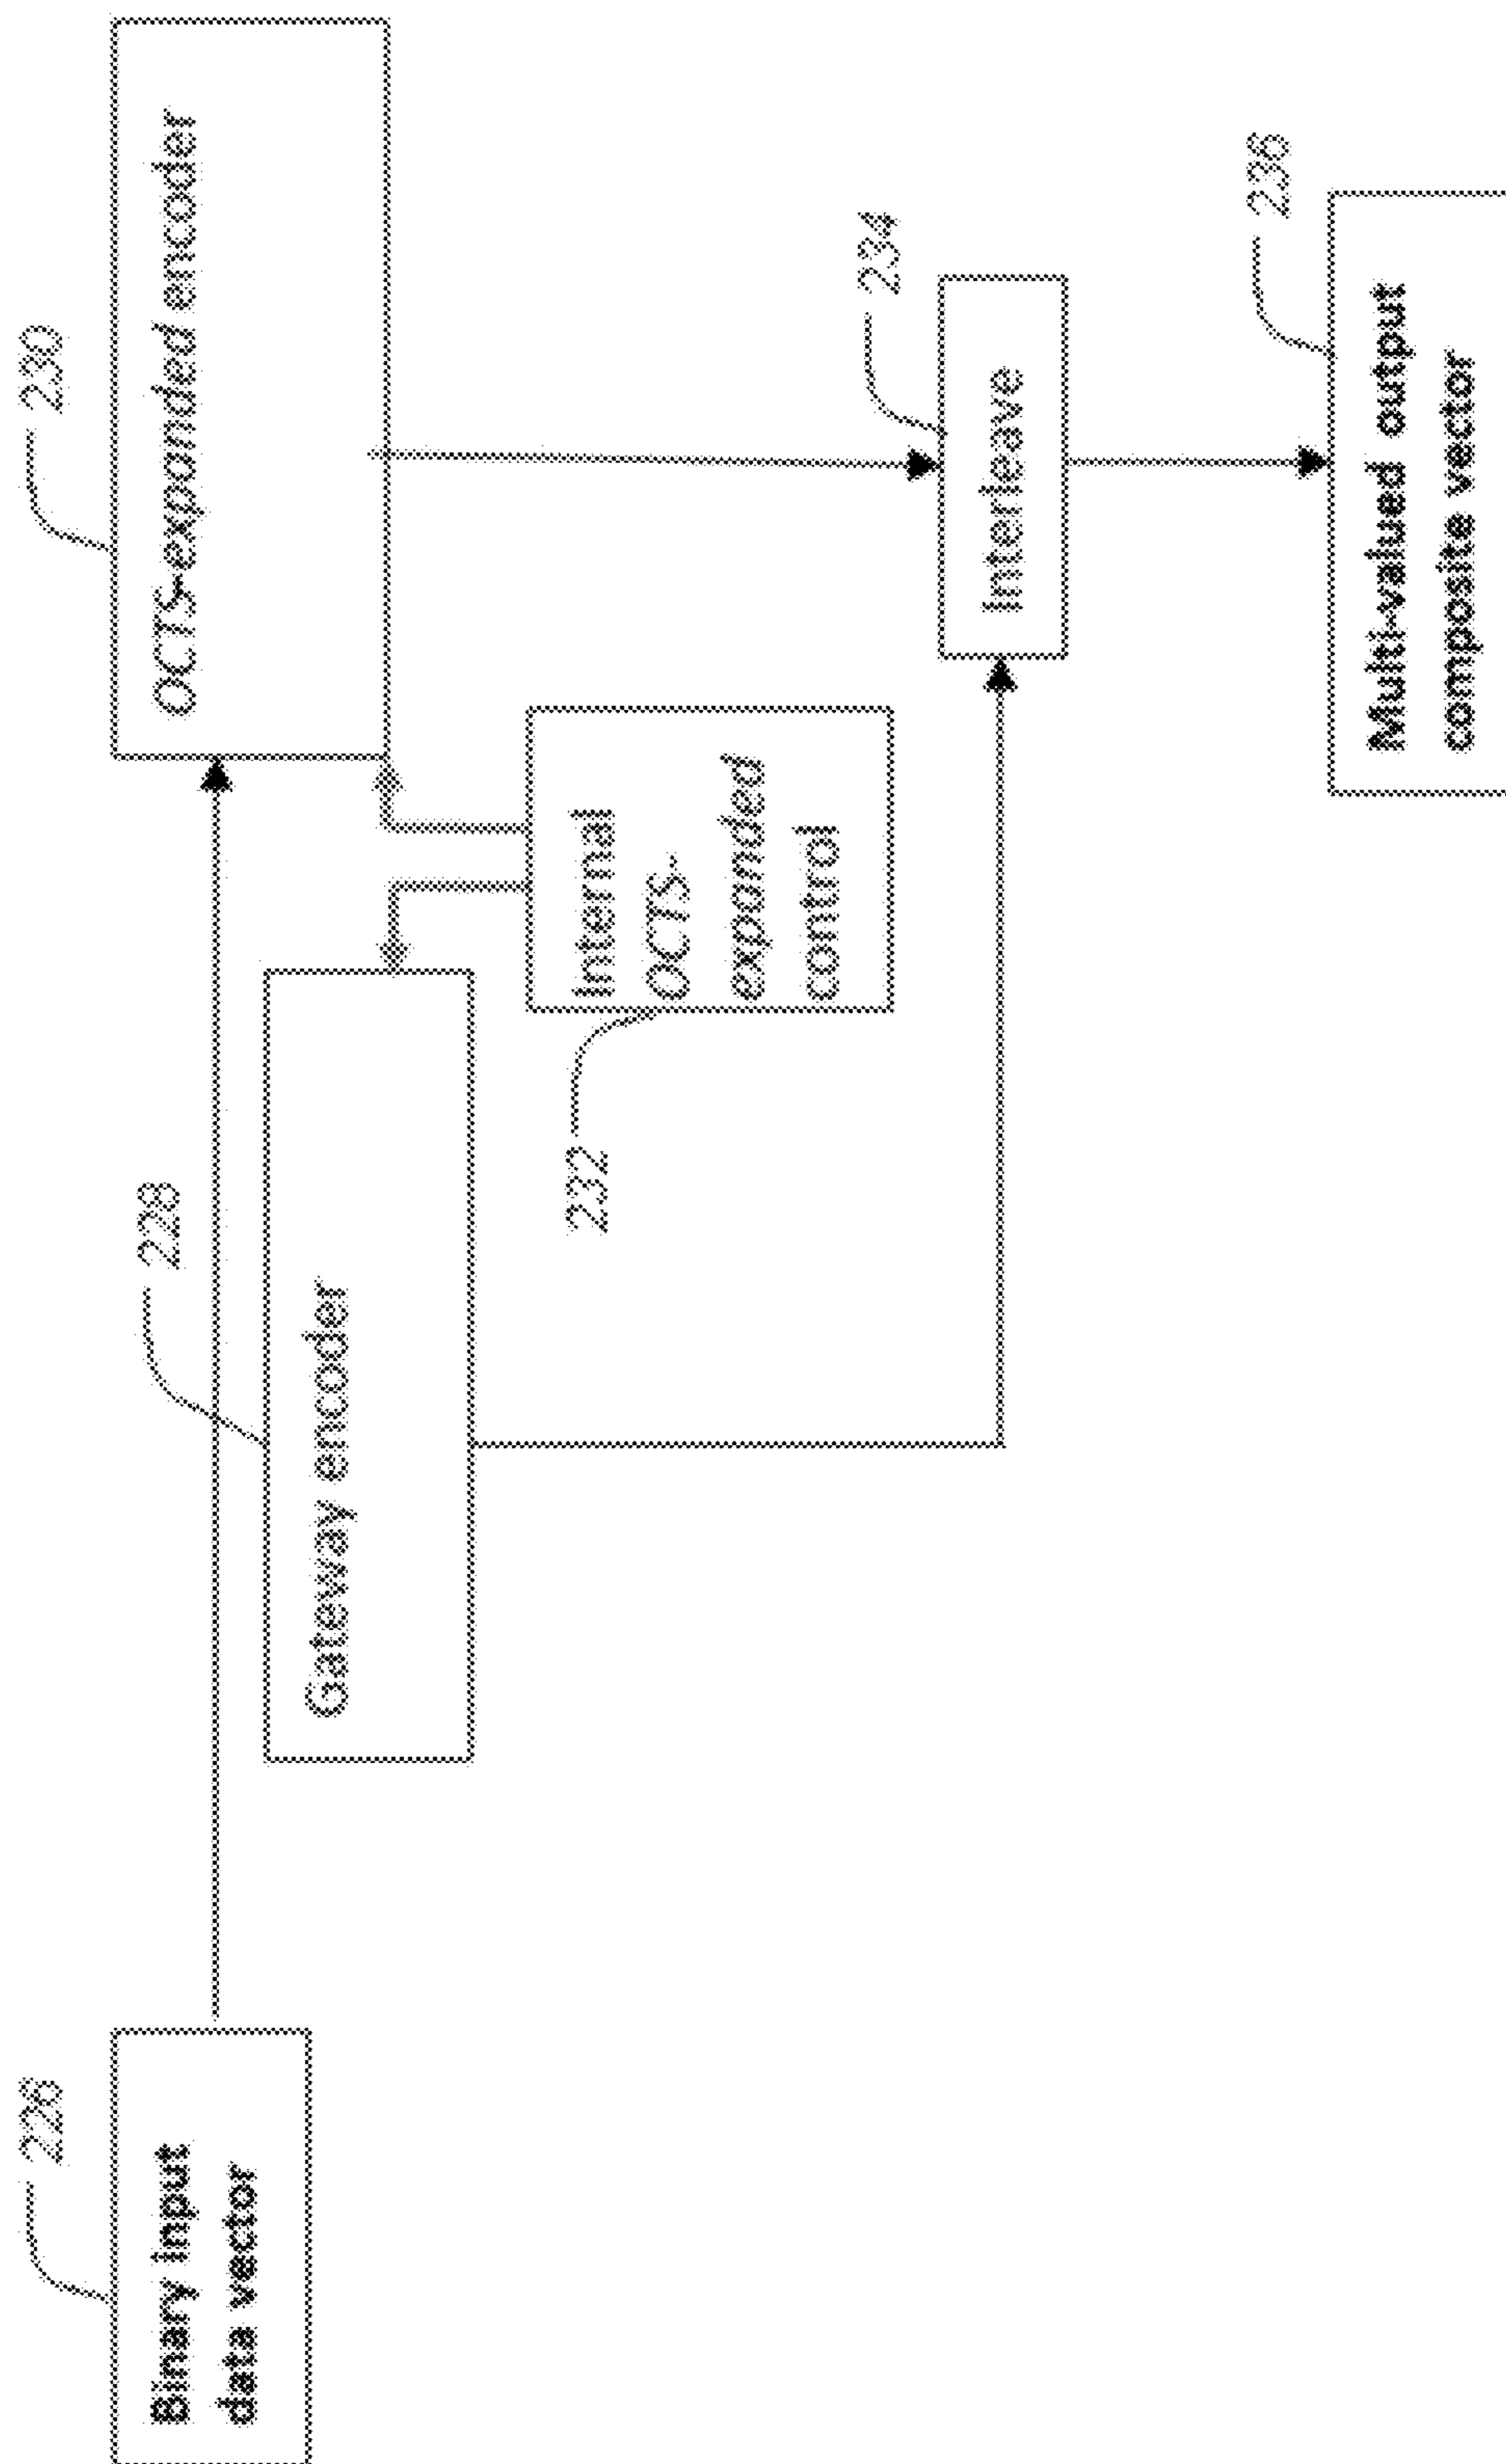 226
Binary input
data vector
228
Gateway encoder
230
OCTS-expanded encoder
232
Internal
OCTS-
expanded
control
234
Interleave
236
Multi-valued output
composite vector